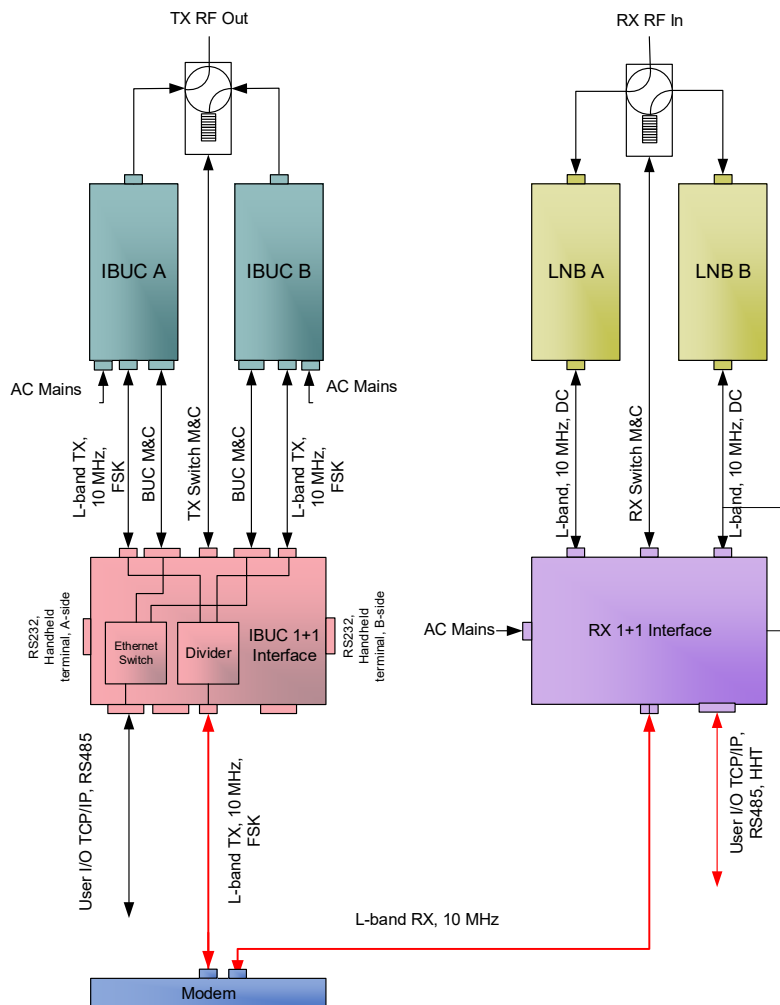 TX RF Out
RX RF In
IBUC A
IBUC B
LNB A
LNB B
AC Mains
AC Mains
L-band TX,
10 MHz,
FSK
BUC M&C
TX Switch M&C
BUC M&C
L-band TX,
10 MHz,
FSK
L-band, 10 MHz, DC
RX Switch M&C
L-band, 10 MHz, DC
RS232,
Handheld
terminal, A-side
Ethernet
Switch
Divider
IBUC 1+1
Interface
RS232,
Handheld
terminal, B-side
AC Mains
RX 1+1 Interface
User I/O TCP/IP, RS485
L-band TX, 10 MHz,
FSK
User I/O TCP/IP,
RS485, HHT
L-band RX, 10 MHz
Modem